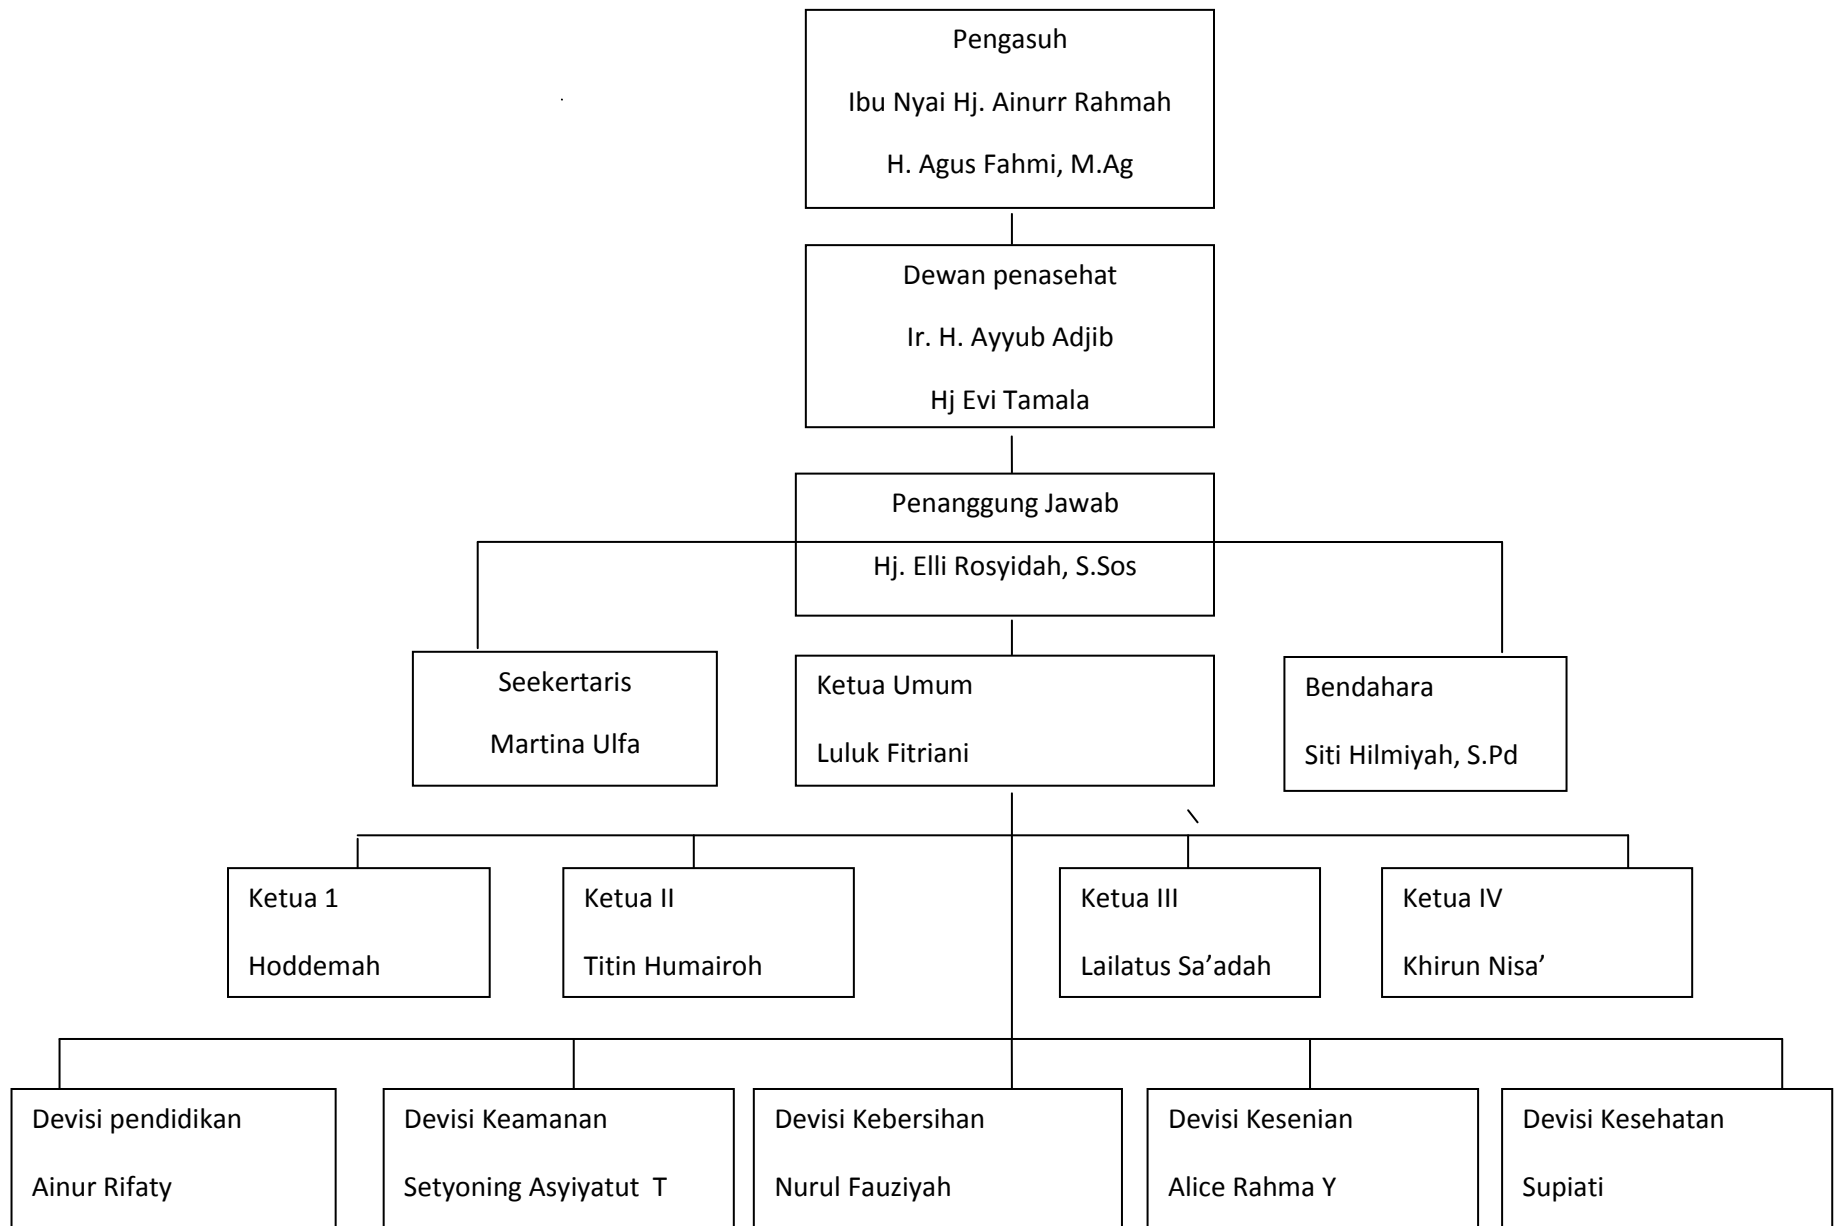 Pengasuh
Ibu Nyai Hj. Ainurr Rahmah
H. Agus Fahmi, M.Ag
Dewan penasehat
Ir. H. Ayyub Adjib
Hj Evi Tamala
Penanggung Jawab
Hj. Elli Rosyidah, S.Sos
Seekertaris
Martina Ulfa
Ketua Umum
Luluk Fitriani
Bendahara
Siti Hilmiyah, S.Pd
Ketua 1
Hoddemah
Ketua II
Titin Humairoh
Ketua III
Lailatus Sa’adah
Ketua IV
Khirun Nisa’
Devisi pendidikan
Ainur Rifaty
Devisi Keamanan
Setyoning Asyiyatut  T
Devisi Kebersihan
Nurul Fauziyah
Devisi Kesenian
Alice Rahma Y
Devisi Kesehatan
Supiati